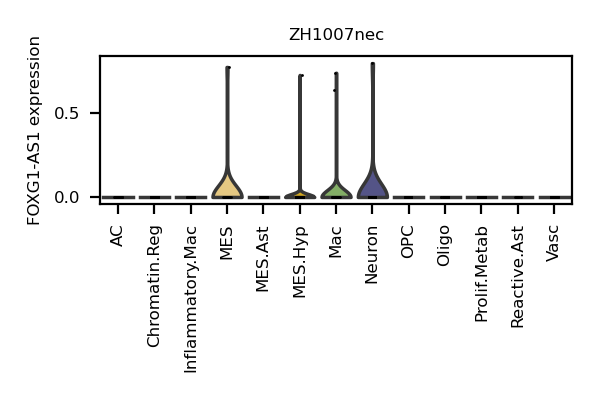 ZH1007nec
FOXG1-AS1 expression
0.5
0.0
AC
Chromatin.Reg
Inflammatory.Mac
MES
MES.Ast
MES.Hyp
Mac
Neuron
OPC
Oligo
Prolif.Metab
Reactive.Ast
Vasc